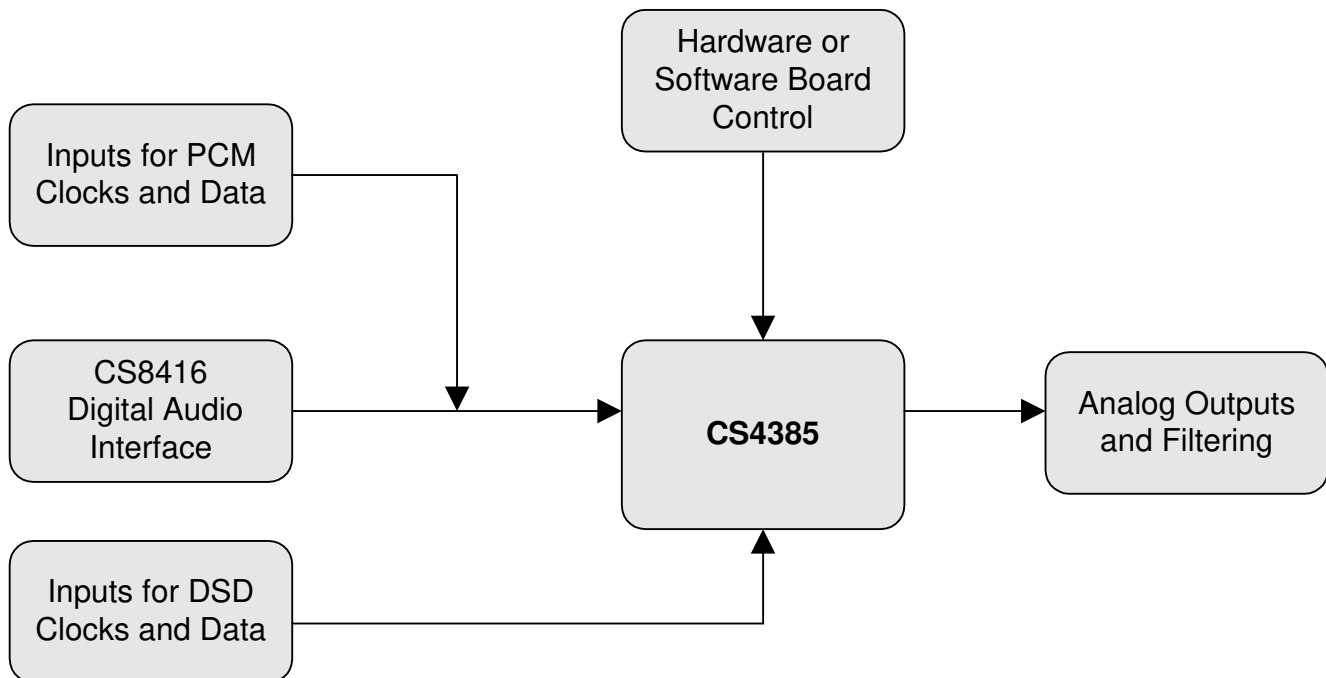 Hardware or
Software Board
Control
Inputs for PCM
Clocks and Data
CS8416
Digital Audio
Interface
CS4385
Analog Outputs
and Filtering
Inputs for DSD
Clocks and Data